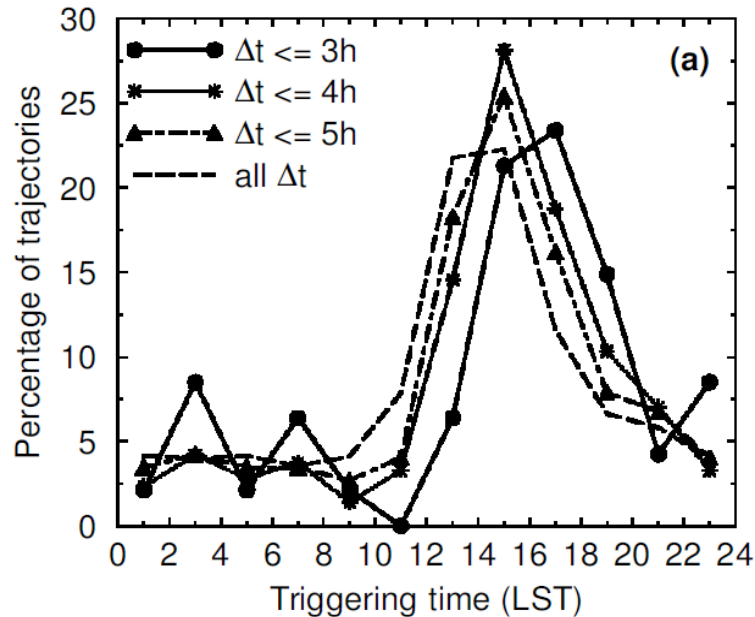 30
25
20
15
10
5
0
Percentage of trajectories
Δt <= 3h
Δt <= 4h
Δt <= 5h
all Δt
(a)
0 2 4 6 8 10 12 14 16 18 20 22 24
Triggering time (LST)